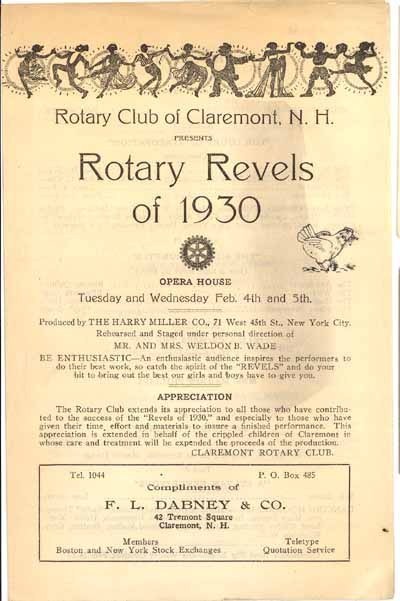 Rotary Club of Claremont, N. H.
PRESENTS
Rotary Revels
of 1930
OPERA HOUSE
Tuesday and Wednesday Feb. 4th and 5th.
Produced by THE HARRY MILLER CO., 71 West 45th St., New York City.
Rehearsed and Staged under personal direction of
MR. AND MRS. WELDON B. WADE
BE ENTHUSIASTIC—An enthusiastic audience inspires the performers to
do their best work, so catch the spirit of the "REVELS" and do your
bit to bring out the best our girls and boys have to give you.
APPRECIATION
The Rotary Club extends its appreciation to all those who have contribu-
ted to the success of the "Revels of 1930," and especially to those who have
given their time, effort and materials to insure a finished performance. This
appreciation is extended in behalf of the crippled children of Claremont in
whose care and treatment will be expended the proceeds of the production.
CLAREMONT ROTARY CLUB.
Tel. 1044 P. O. Box 485
Compliments of
F. L. DABNEY & CO.
42 Tremont Square
Claremont, N. H.
Members Teletype
Boston and New York Stock Exchanges Quotation Service